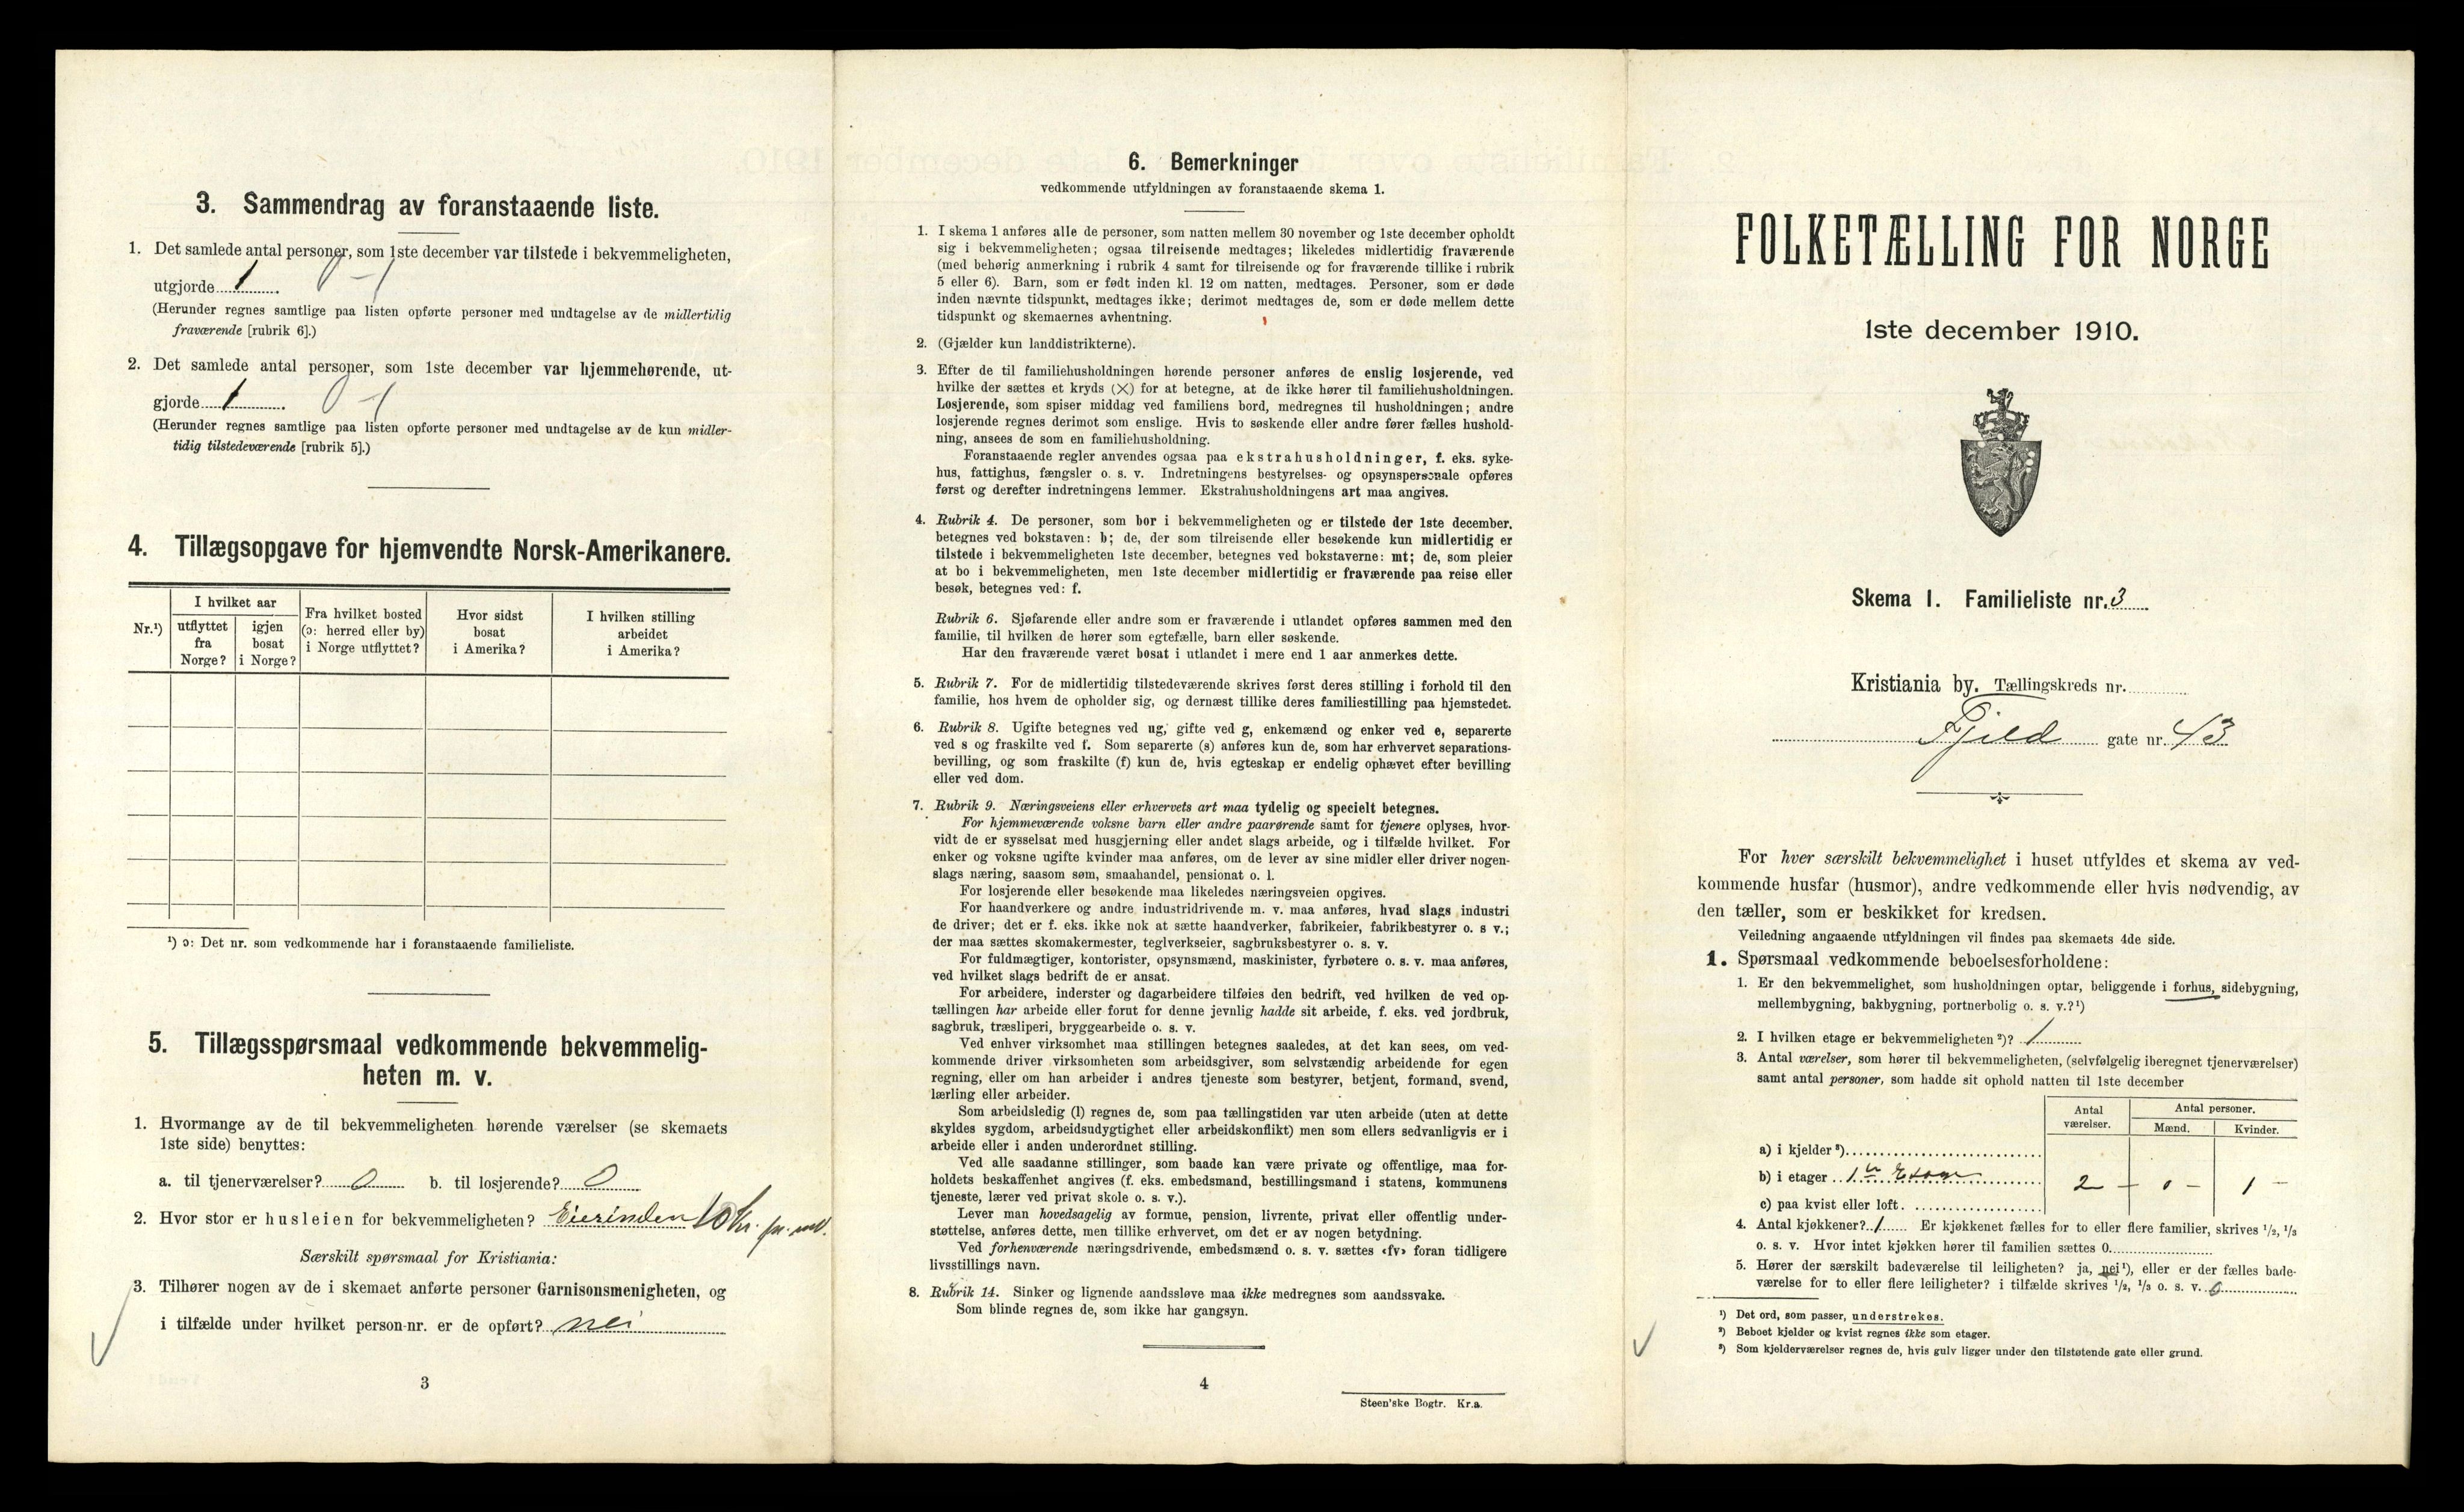 3. Sammendrag av foranstaaende liste.
1. Det samlede antal personer, som 1ste december var tilstede i bekvemmeligheten,
utgjorde 1 0–1
(Herunder regnes samtlige paa listen opførte personer med undtagelse av de midlertidig
fraværende [rubrik 6].)
2. Det samlede antal personer, som 1ste december var hjemmehørende, ut-
gjorde 1 0–1
(Herunder regnes samtlige paa listen opførte personer med undtagelse av de kun midler-
tidig tilstedeværende [rubrik 5].)
4. Tillægsopgave for hjemvendte Norsk-Amerikanere.
Nr.¹)
I hvilket aar
utflyttet fra Norge?
igjen bosat i Norge?
Fra hvilket bosted (ɔ: herred eller by) i Norge utflyttet?
Hvor sidst bosat i Amerika?
I hvilken stilling arbeidet i Amerika?
¹) ɔ: Det nr. som vedkommende har i foranstaaende familieliste.
5. Tillægsspørsmaal vedkommende bekvemmelig-
heten m. v.
1. Hvormange av de til bekvemmeligheten hørende værelser (se skemaets
1ste side) benyttes:
a. til tjenerværelser? 0 b. til losjerende? 0
2. Hvor stor er husleien for bekvemmeligheten? Eierinden 10 kr. pr. md.
Særskilt spørsmaal for Kristiania:
3. Tilhører nogen av de i skemaet anførte personer Garnisonsmenigheten, og
i tilfælde under hvilket person-nr. er de opført? nei
3
6. Bemerkninger
vedkommende utfyldningen av foranstaaende skema 1.
1. I skema 1 anføres alle de personer, som natten mellem 30 november og 1ste december opholdt
sig i bekvemmeligheten; ogsaa tilreisende medtages; likeledes midlertidig fraværende
(med behørig anmerkning i rubrik 4 samt for tilreisende og for fraværende tillike i rubrik
5 eller 6). Barn, som er født inden kl. 12 om natten, medtages. Personer, som er døde
inden nævnte tidspunkt, medtages ikke; derimot medtages de, som er døde mellem dette
tidspunkt og skemaernes avhentning.
2. (Gjælder kun landdistrikterne).
3. Efter de til familiehusholdningen hørende personer anføres de enslig losjerende, ved
hvilke der sættes et kryds (×) for at betegne, at de ikke hører til familiehusholdningen.
Losjerende, som spiser middag ved familiens bord, medregnes til husholdningen; andre
losjerende regnes derimot som enslige. Hvis to søskende eller andre fører fælles hushold-
ning, ansees de som en familiehusholdning.
Foranstaaende regler anvendes ogsaa paa ekstrahusholdninger, f. eks. syke-
hus, fattighus, fængsler o. s. v. Indretningens bestyrelses- og opsynspersonale opføres
først og derefter indretningens lemmer. Ekstrahusholdningens art maa angives.
4. Rubrik 4. De personer, som bor i bekvemmeligheten og er tilstede der 1ste december,
betegnes ved bokstaven: b; de, der som tilreisende eller besøkende kun midlertidig er
tilstede i bekvemmeligheten 1ste december, betegnes ved bokstaverne: mt; de, som pleier
at bo i bekvemmeligheten, men 1ste december midlertidig er fraværende paa reise eller
besøk, betegnes ved: f.
Rubrik 6. Sjøfarende eller andre som er fraværende i utlandet opføres sammen med den
familie, til hvilken de hører som egtefælle, barn eller søskende.
Har den fraværende været bosat i utlandet i mere end 1 aar anmerkes dette.
5. Rubrik 7. For de midlertidig tilstedeværende skrives først deres stilling i forhold til den
familie, hos hvem de opholder sig, og dernæst tillike deres familiestilling paa hjemstedet.
6. Rubrik 8. Ugifte betegnes ved ug, gifte ved g, enkemænd og enker ved e, separerte
ved s og fraskilte ved f. Som separerte (s) anføres kun de, som har erhvervet separations-
bevilling, og som fraskilte (f) kun de, hvis egteskap er endelig ophævet efter bevilling
eller ved dom.
7. Rubrik 9. Næringsveiens eller erhvervets art maa tydelig og specielt betegnes.
For hjemmeværende voksne barn eller andre paarørende samt for tjenere oplyses, hvor-
vidt de er sysselsat med husgjerning eller andet slags arbeide, og i tilfælde hvilket. For
enker og voksne ugifte kvinder maa anføres, om de lever av sine midler eller driver nogen-
slags næring, saasom søm, smaahandel, pensionat o. l.
For losjerende eller besøkende maa likeledes næringsveien opgives.
For haandverkere og andre industridrivende m. v. maa anføres, hvad slags industri
de driver; det er f. eks. ikke nok at sætte haandverker, fabrikeier, fabrikbestyrer o. s v.;
der maa sættes skomakermester, teglverkseier, sagbruksbestyrer o. s. v.
For fuldmægtiger, kontorister, opsynsmænd, maskinister, fyrbøtere o. s. v. maa anføres,
ved hvilket slags bedrift de er ansat.
For arbeidere, inderster og dagarbeidere tilføies den bedrift, ved hvilken de ved op-
tællingen har arbeide eller forut for denne jevnlig hadde sit arbeide, f. eks. ved jordbruk,
sagbruk, træsliperi, bryggearbeide o. s. v.
Ved enhver virksomhet maa stillingen betegnes saaledes, at det kan sees, om ved-
kommende driver virksomheten som arbeidsgiver, som selvstændig arbeidende for egen
regning, eller om han arbeider i andres tjeneste som bestyrer, betjent, formand, svend,
lærling eller arbeider.
Som arbeidsledig (l) regnes de, som paa tællingstiden var uten arbeide (uten at dette
skyldes sygdom, arbeidsudygtighet eller arbeidskonflikt) men som ellers sedvanligvis er i
arbeide eller i anden underordnet stilling.
Ved alle saadanne stillinger, som baade kan være private og offentlige, maa for-
holdets beskaffenhet angives (f. eks. embedsmand, bestillingsmand i statens, kommunens
tjeneste, lærer ved privat skole o. s. v.).
Lever man hovedsagelig av formue, pension, livrente, privat eller offentlig under-
støttelse, anføres dette, men tillike erhvervet, om det er av nogen betydning.
Ved forhenværende næringsdrivende, embedsmænd o. s. v. sættes «fv» foran tidligere
livsstillings navn.
8. Rubrik 14. Sinker og lignende aandssløve maa ikke medregnes som aandssvake.
Som blinde regnes de, som ikke har gangsyn.
4
Steen'ske Bogtr. Kr.a.
FOLKETÆLLING FOR NORGE
1ste december 1910.
Skema 1. Familieliste nr. 3
Kristiania by. Tællingskreds nr.
Fjeld gate nr. 43
For hver særskilt bekvemmelighet i huset utfyldes et skema av ved-
kommende husfar (husmor), andre vedkommende eller hvis nødvendig, av
den tæller, som er beskikket for kredsen.
Veiledning angaaende utfyldningen vil findes paa skemaets 4de side.
1. Spørsmaal vedkommende beboelsesforholdene:
1. Er den bekvemmelighet, som husholdningen optar, beliggende i forhus, sidebygning,
mellembygning, bakbygning, portnerbolig o. s. v.?¹)
2. I hvilken etage er bekvemmeligheten ²)? 1
3. Antal værelser, som hører til bekvemmeligheten, (selvfølgelig iberegnet tjenerværelser)
samt antal personer, som hadde sit ophold natten til 1ste december
Antal værelser. Antal personer.
Mænd. Kvinder.
a) i kjelder ³)
b) i etager 2 – 0 – 1 –
c) paa kvist eller loft.
4. Antal kjøkkener? 1 Er kjøkkenet fælles for to eller flere familier, skrives ¹/₂, ¹/₃
o. s. v. Hvor intet kjøkken hører til familien sættes 0.
5. Hører der særskilt badeværelse til leiligheten? ja, nei ¹), eller er der fælles bade-
værelse for to eller flere leiligheter? i tilfælde skrives ¹/₂, ¹/₃ o. s. v. 0
¹) Det ord, som passer, understrekes.
²) Beboet kjelder og kvist regnes ikke som etager.
³) Som kjelderværelser regnes de, hvis gulv ligger under den tilstøtende gate eller grund.